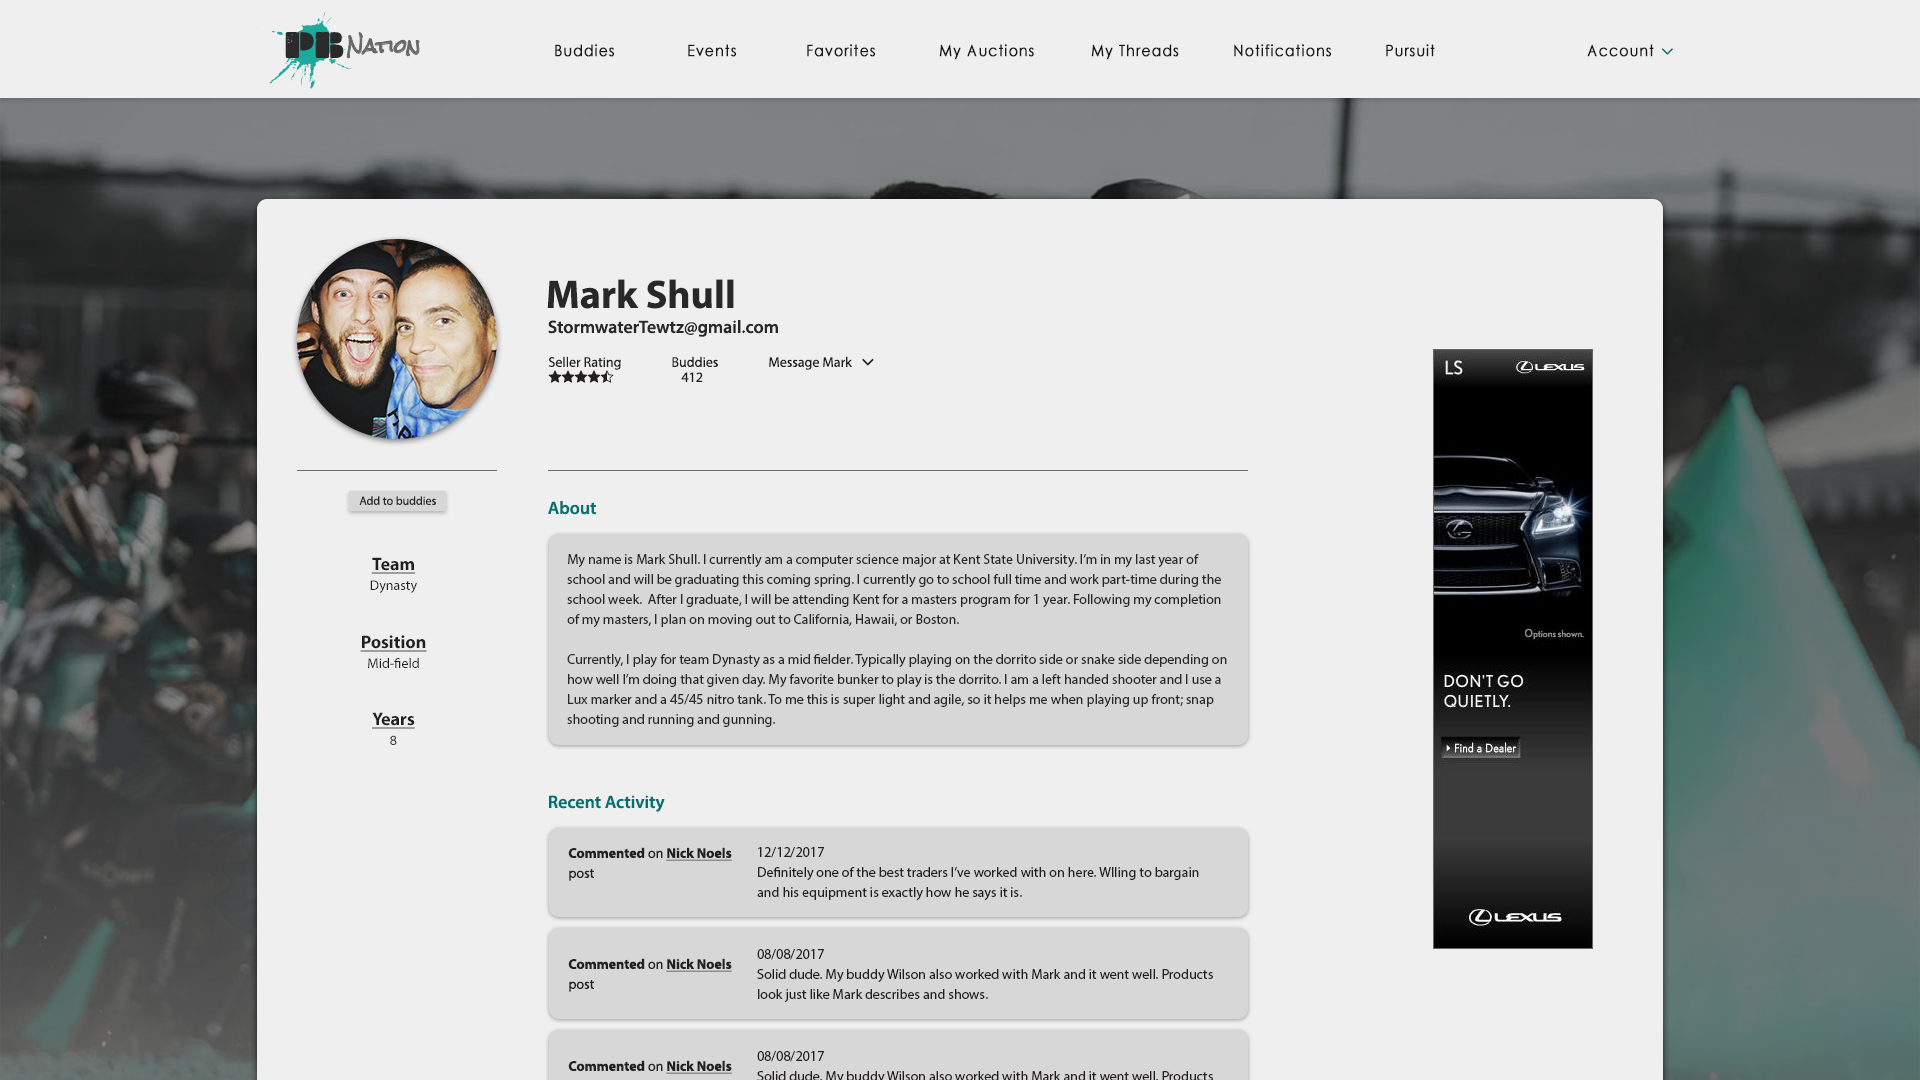 PB NATION
Buddies
Events
Favorites
My Auctions
My Threads
Notifications
Pursuit
Account
Mark Shull
StormwaterTewtz@gmail.com
Seller Rating
Buddies
412
Message Mark
Add to buddies
Team
Dynasty
Position
Mid-field
Years
8
About
My name is Mark Shull. I currently am a computer science major at Kent State University. I'm in my last year of
school and will be graduating this coming spring. I currently go to school full time and work part-time during the
school week.  After I graduate, I will be attending Kent for a masters program for 1 year. Following my completion
of my masters, I plan on moving out to California, Hawaii, or Boston.
Currently, I play for team Dynasty as a mid fielder. Typically playing on the dorrito side or snake side depending on
how well I'm doing that given day. My favorite bunker to play is the dorrito. I am a left handed shooter and I use a
Lux marker and a 45/45 nitro tank. To me this is super light and agile, so it helps me when playing up front; snap
shooting and running and gunning.
Recent Activity
Commented on Nick Noels
post
12/12/2017
Definitely one of the best traders I've worked with on here. WIling to bargain
and his equipment is exactly how he says it is.
Commented on Nick Noels
post
08/08/2017
Solid dude. My buddy Wilson also worked with Mark and it went well. Products
look just like Mark describes and shows.
Commented on Nick Noels
08/08/2017
Solid dude. My buddy Wilson also worked with Mark and it went well. Products
LS
LEXUS
Options shown.
DON'T GO
QUIETLY.
Find a Dealer
LEXUS